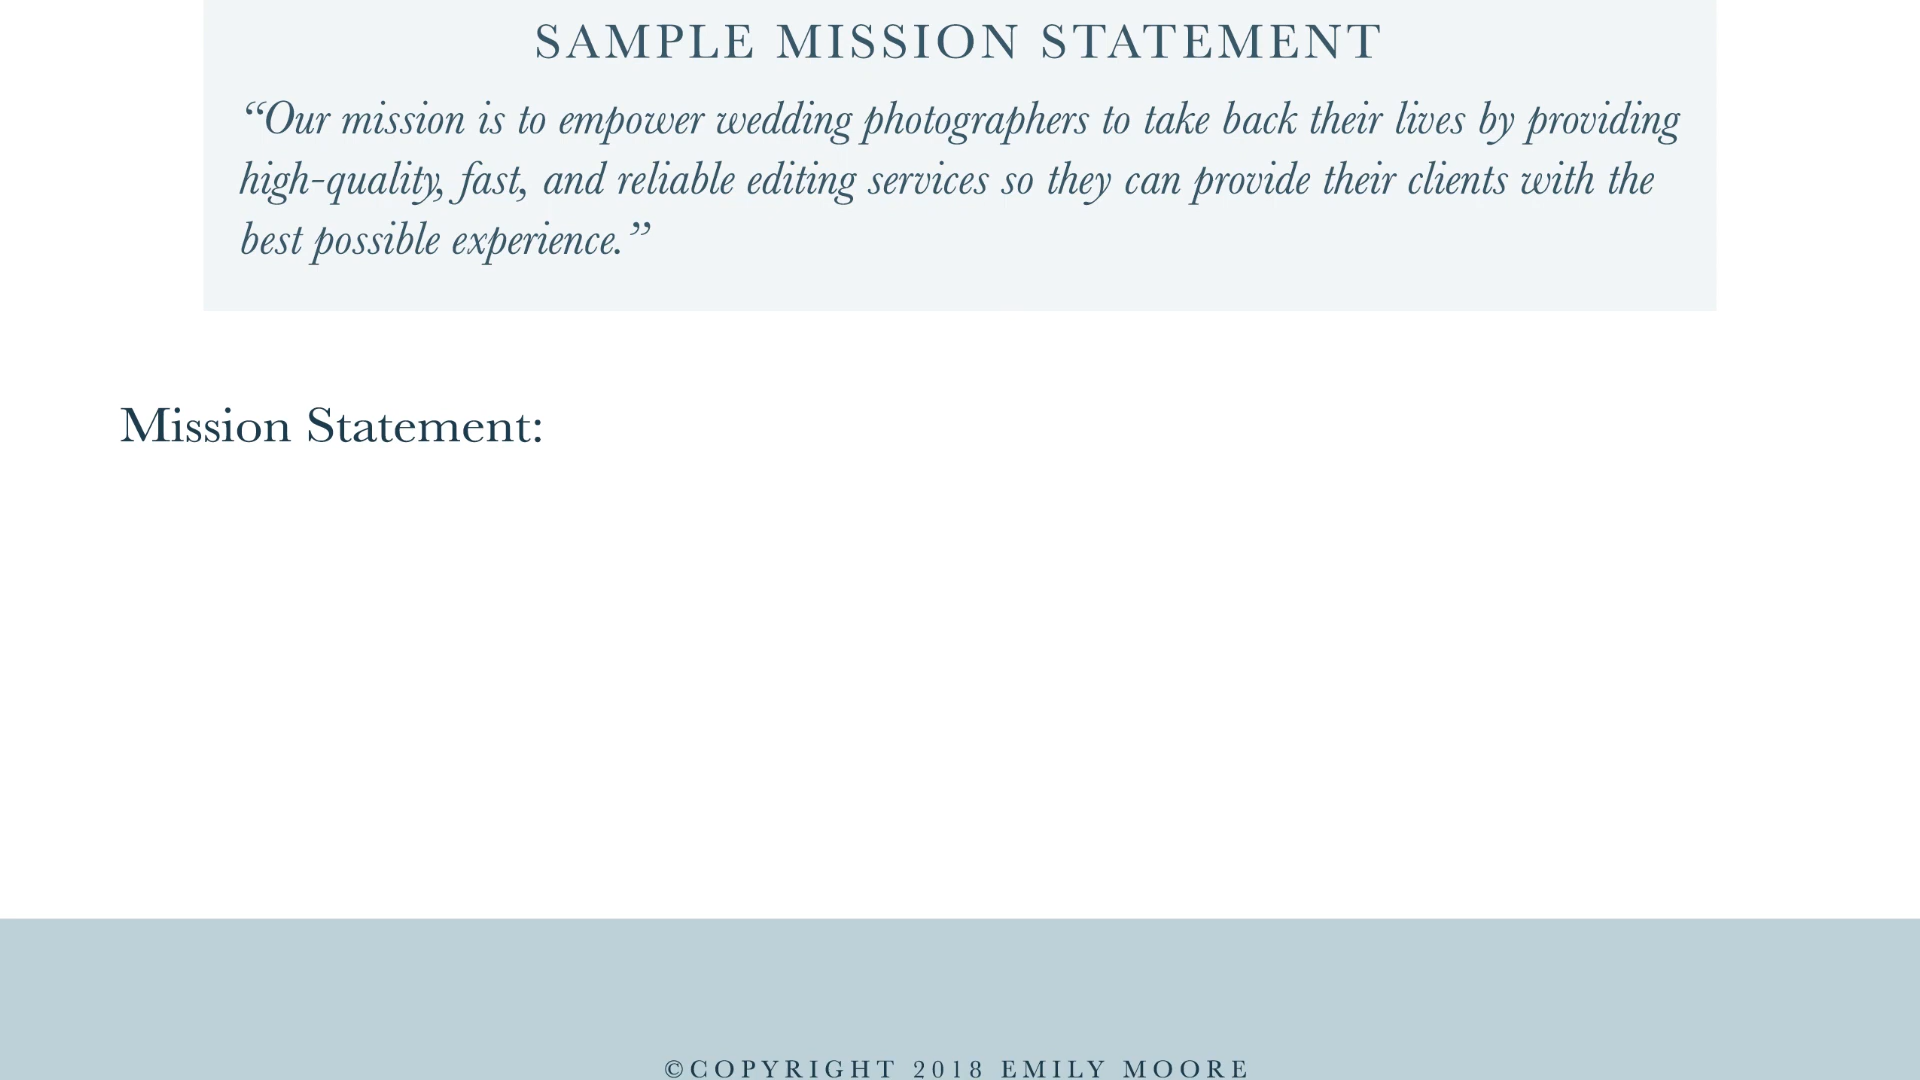 SAMPLE MISSION STATEMENT
“Our mission is to empower wedding photographers to take back their lives by providing
high-quality, fast, and reliable editing services so they can provide their clients with the
best possible experience.”
Mission Statement:
©COPYRIGHT 2018 EMILY MOORE